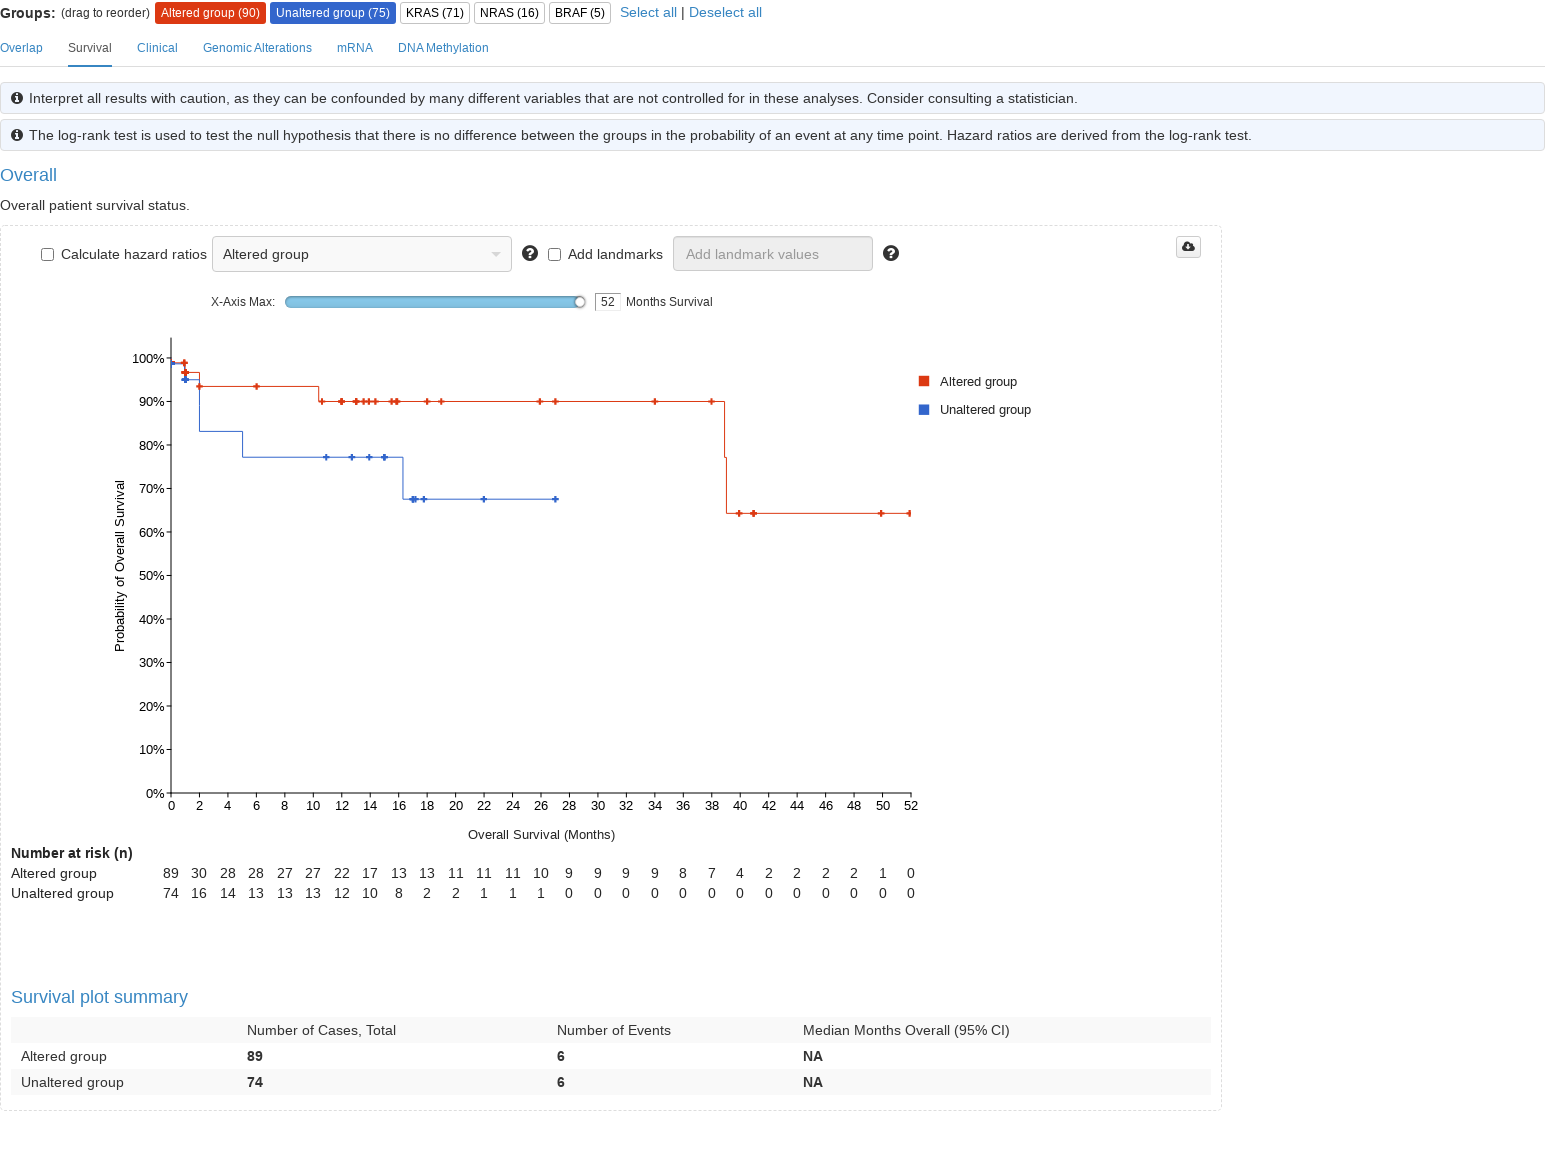 Groups: (drag to reorder) Altered group (90) Unaltered group (75) KRAS (71) NRAS (16) BRAF (5) Select all | Deselect all
Overlap Survival Clinical Genomic Alterations mRNA DNA Methylation
Interpret all results with caution, as they can be confounded by many different variables that are not controlled for in these analyses. Consider consulting a statistician.
The log-rank test is used to test the null hypothesis that there is no difference between the groups in the probability of an event at any time point. Hazard ratios are derived from the log-rank test.
Overall
Overall patient survival status.
Calculate hazard ratios Altered group Add landmarks Add landmark values
X-Axis Max: 52 Months Survival
100%
90%
80%
70%
60%
50%
40%
30%
20%
10%
0%
Probability of Overall Survival
Altered group
Unaltered group
0 2 4 6 8 10 12 14 16 18 20 22 24 26 28 30 32 34 36 38 40 42 44 46 48 50 52
Overall Survival (Months)
Number at risk (n)
Altered group 89 30 28 28 27 27 22 17 13 13 11 11 11 10 9 9 9 9 8 7 4 2 2 2 2 1 0
Unaltered group 74 16 14 13 13 13 12 10 8 2 2 1 1 1 0 0 0 0 0 0 0 0 0 0 0 0 0
Survival plot summary
Number of Cases, Total Number of Events Median Months Overall (95% CI)
Altered group 89 6 NA
Unaltered group 74 6 NA